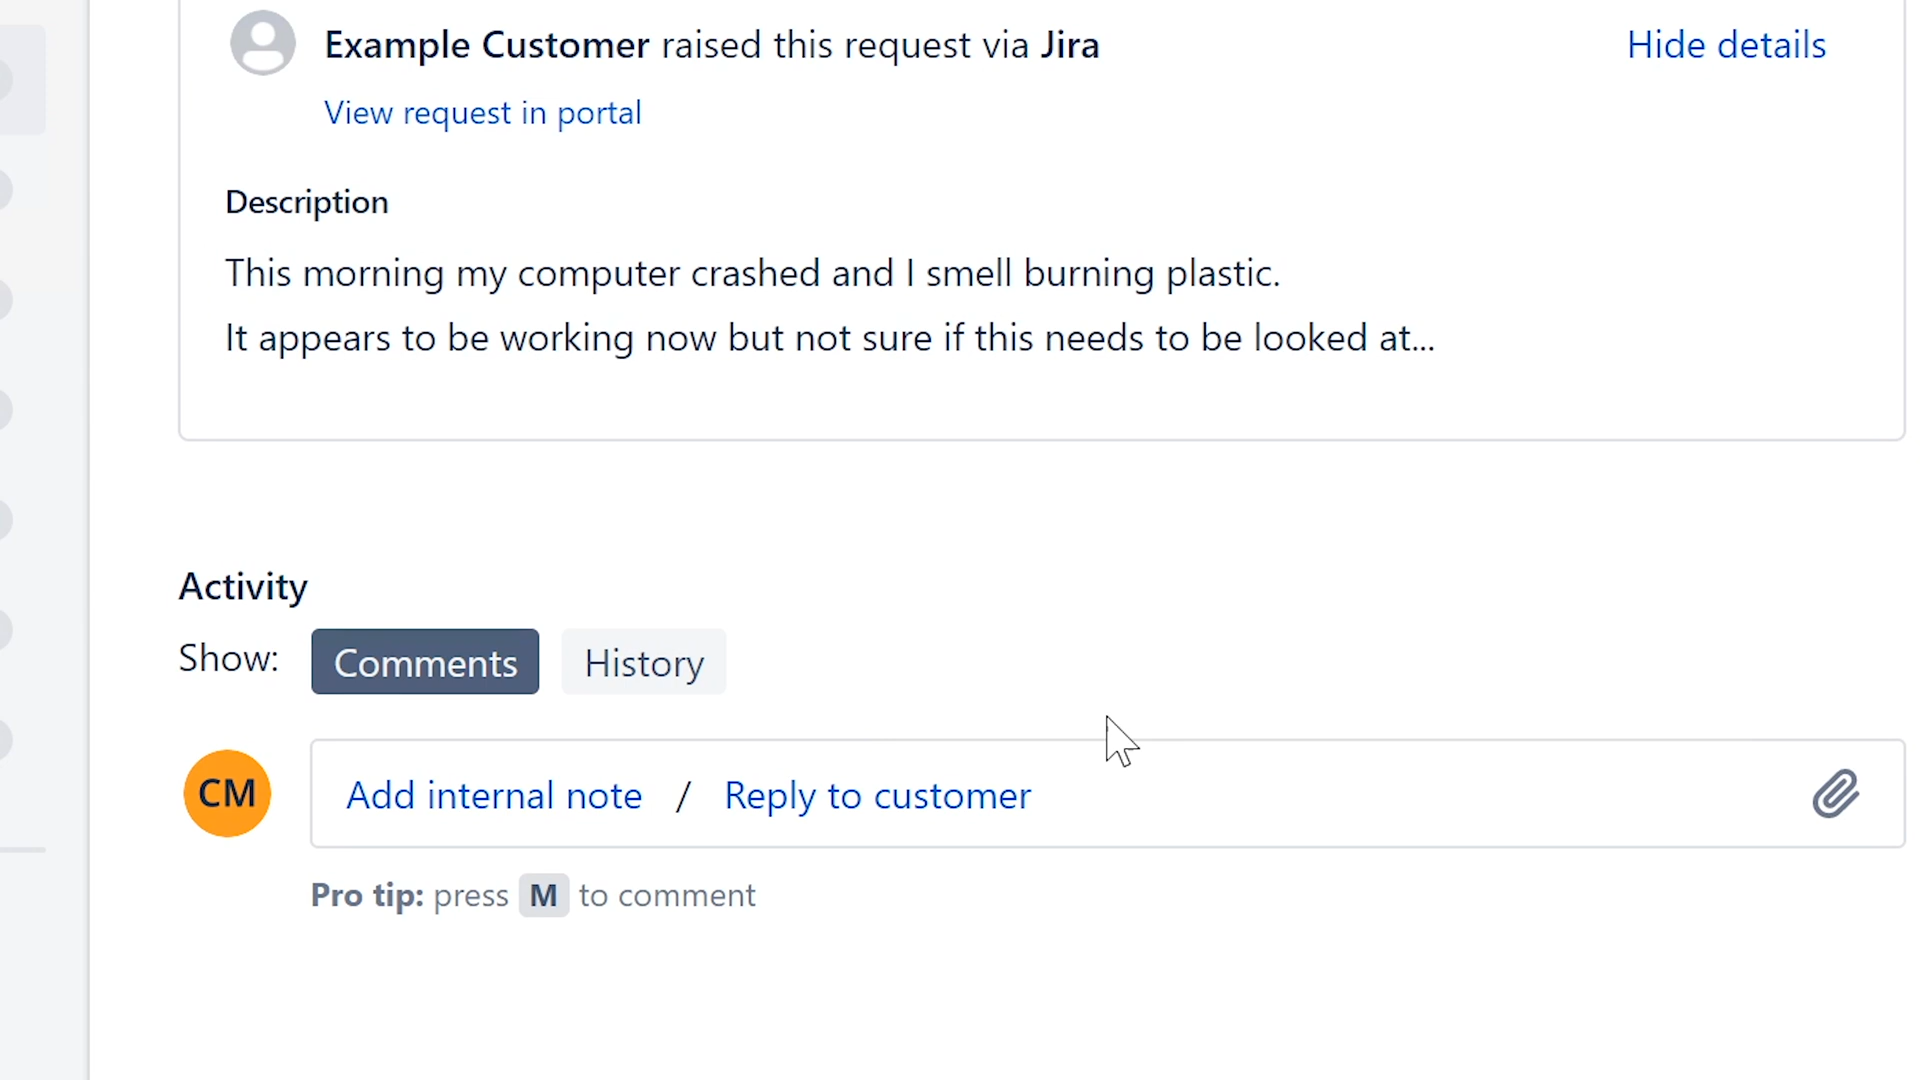 Example Customer raised this request via Jira
Hide details
View request in portal
Description
This morning my computer crashed and I smell burning plastic.
It appears to be working now but not sure if this needs to be looked at...
Activity
Show: Comments History
CM Add internal note / Reply to customer
Pro tip: press M to comment